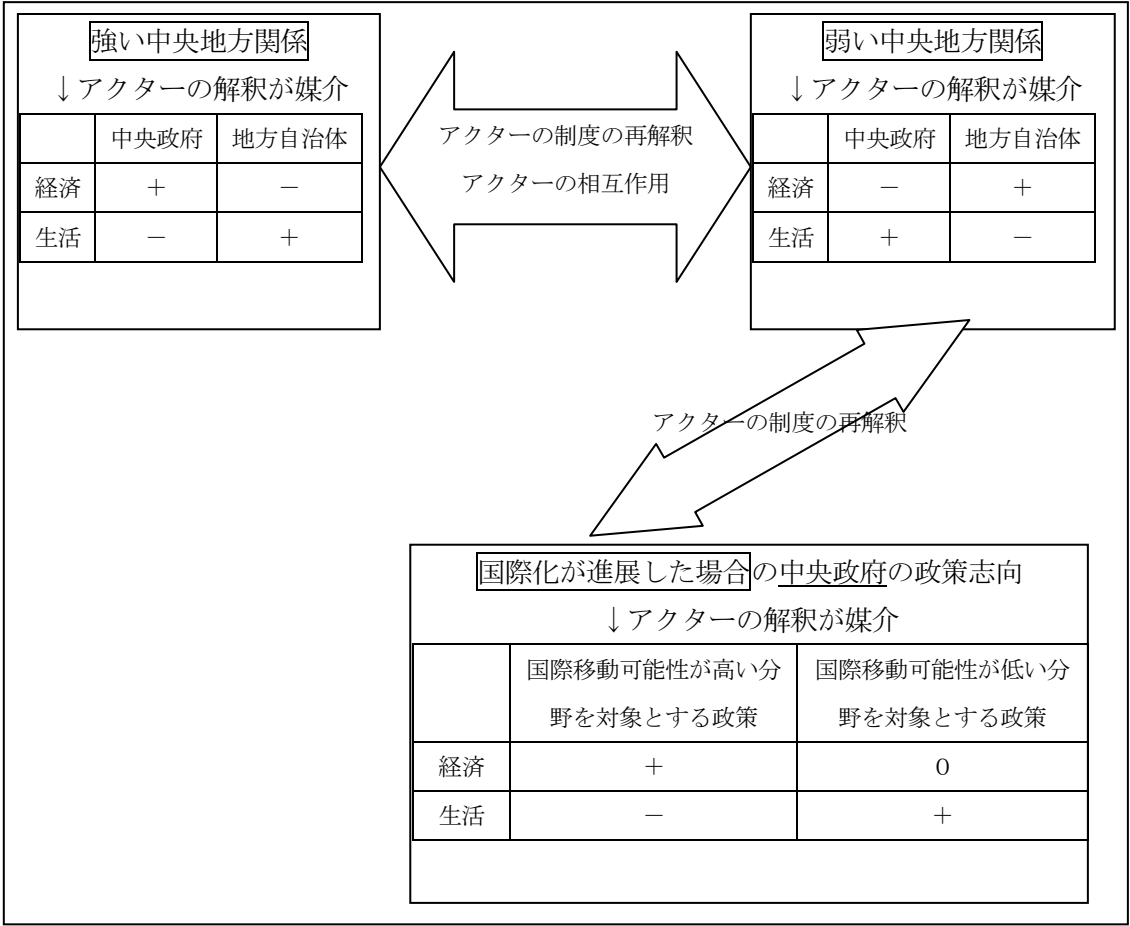 強い中央地方関係
↓アクターの解釈が媒介
中央政府 地方自治体
経済 + －
生活 － +
アクターの制度の再解釈
アクターの相互作用
弱い中央地方関係
↓アクターの解釈が媒介
中央政府 地方自治体
経済 － +
生活 + －
アクターの制度の再解釈
国際化が進展した場合の中央政府の政策志向
↓アクターの解釈が媒介
国際移動可能性が高い分 国際移動可能性が低い分
野を対象とする政策 野を対象とする政策
経済 + 0
生活 － +